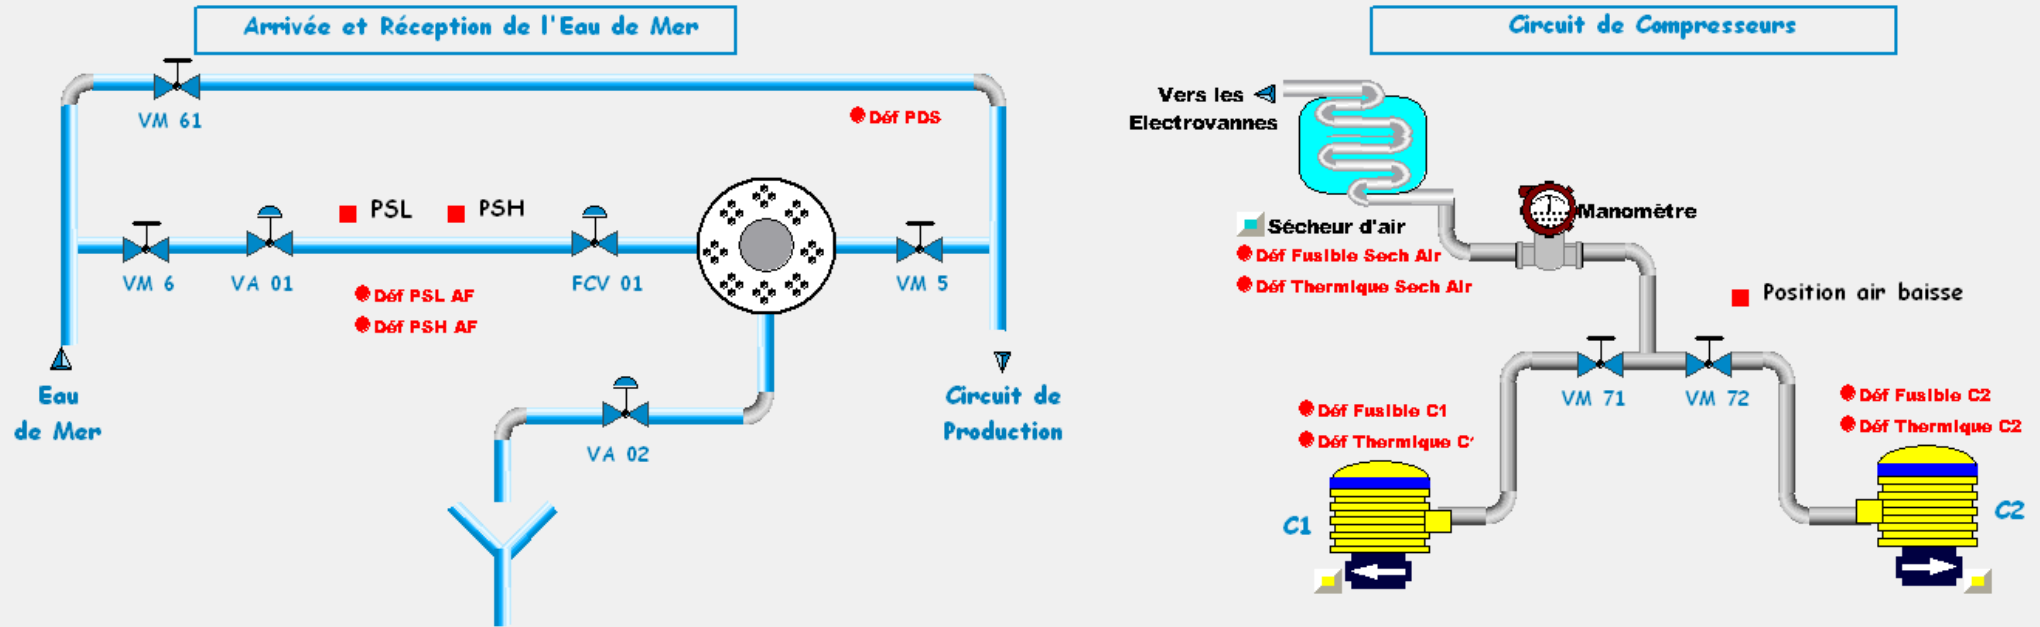 Arrivée et Réception de l'Eau de Mer
VM 61
Déf PDS
PSL
PSH
VM 6
VA 01
FCV 01
VM 5
Déf PSL AF
Déf PSH AF
Eau
de Mer
VA 02
Circuit de
Production
Circuit de Compresseurs
Vers les
Electrovannes
Manomètre
Sécheur d'air
Déf Fusible Sech Air
Déf Thermique Sech Air
Position air baisse
VM 71
VM 72
Déf Fusible C1
Déf Thermique C1
Déf Fusible C2
Déf Thermique C2
C1
C2